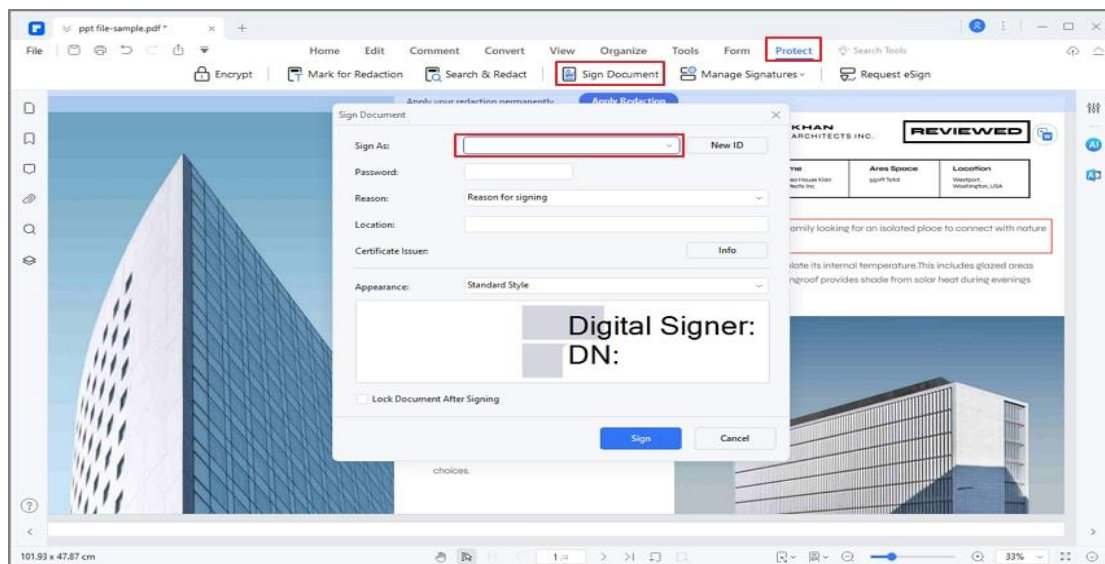 ppt file-sample.pdf *
File
Home Edit Comment Convert View Organize Tools Form Protect Search Tools
Encrypt Mark for Redaction Search & Redact Sign Document Manage Signatures Request eSign
Apply your redaction permanently Apply Redaction
Sign Document
Sign As: New ID
Password:
Reason: Reason for signing
Location:
Certificate Issuer: Info
Appearance: Standard Style
Digital Signer:
DN:
Lock Document After Signing
Sign Cancel
KHAN
ARCHITECTS INC.
REVIEWED
Area Space Location
Westport,
Washington, USA
family looking for an isolated place to connect with nature
its internal temperature.This includes glazed areas
provides shade from solar heat during evenings
choices.
101.93 x 47.87 cm 1 /4 33%